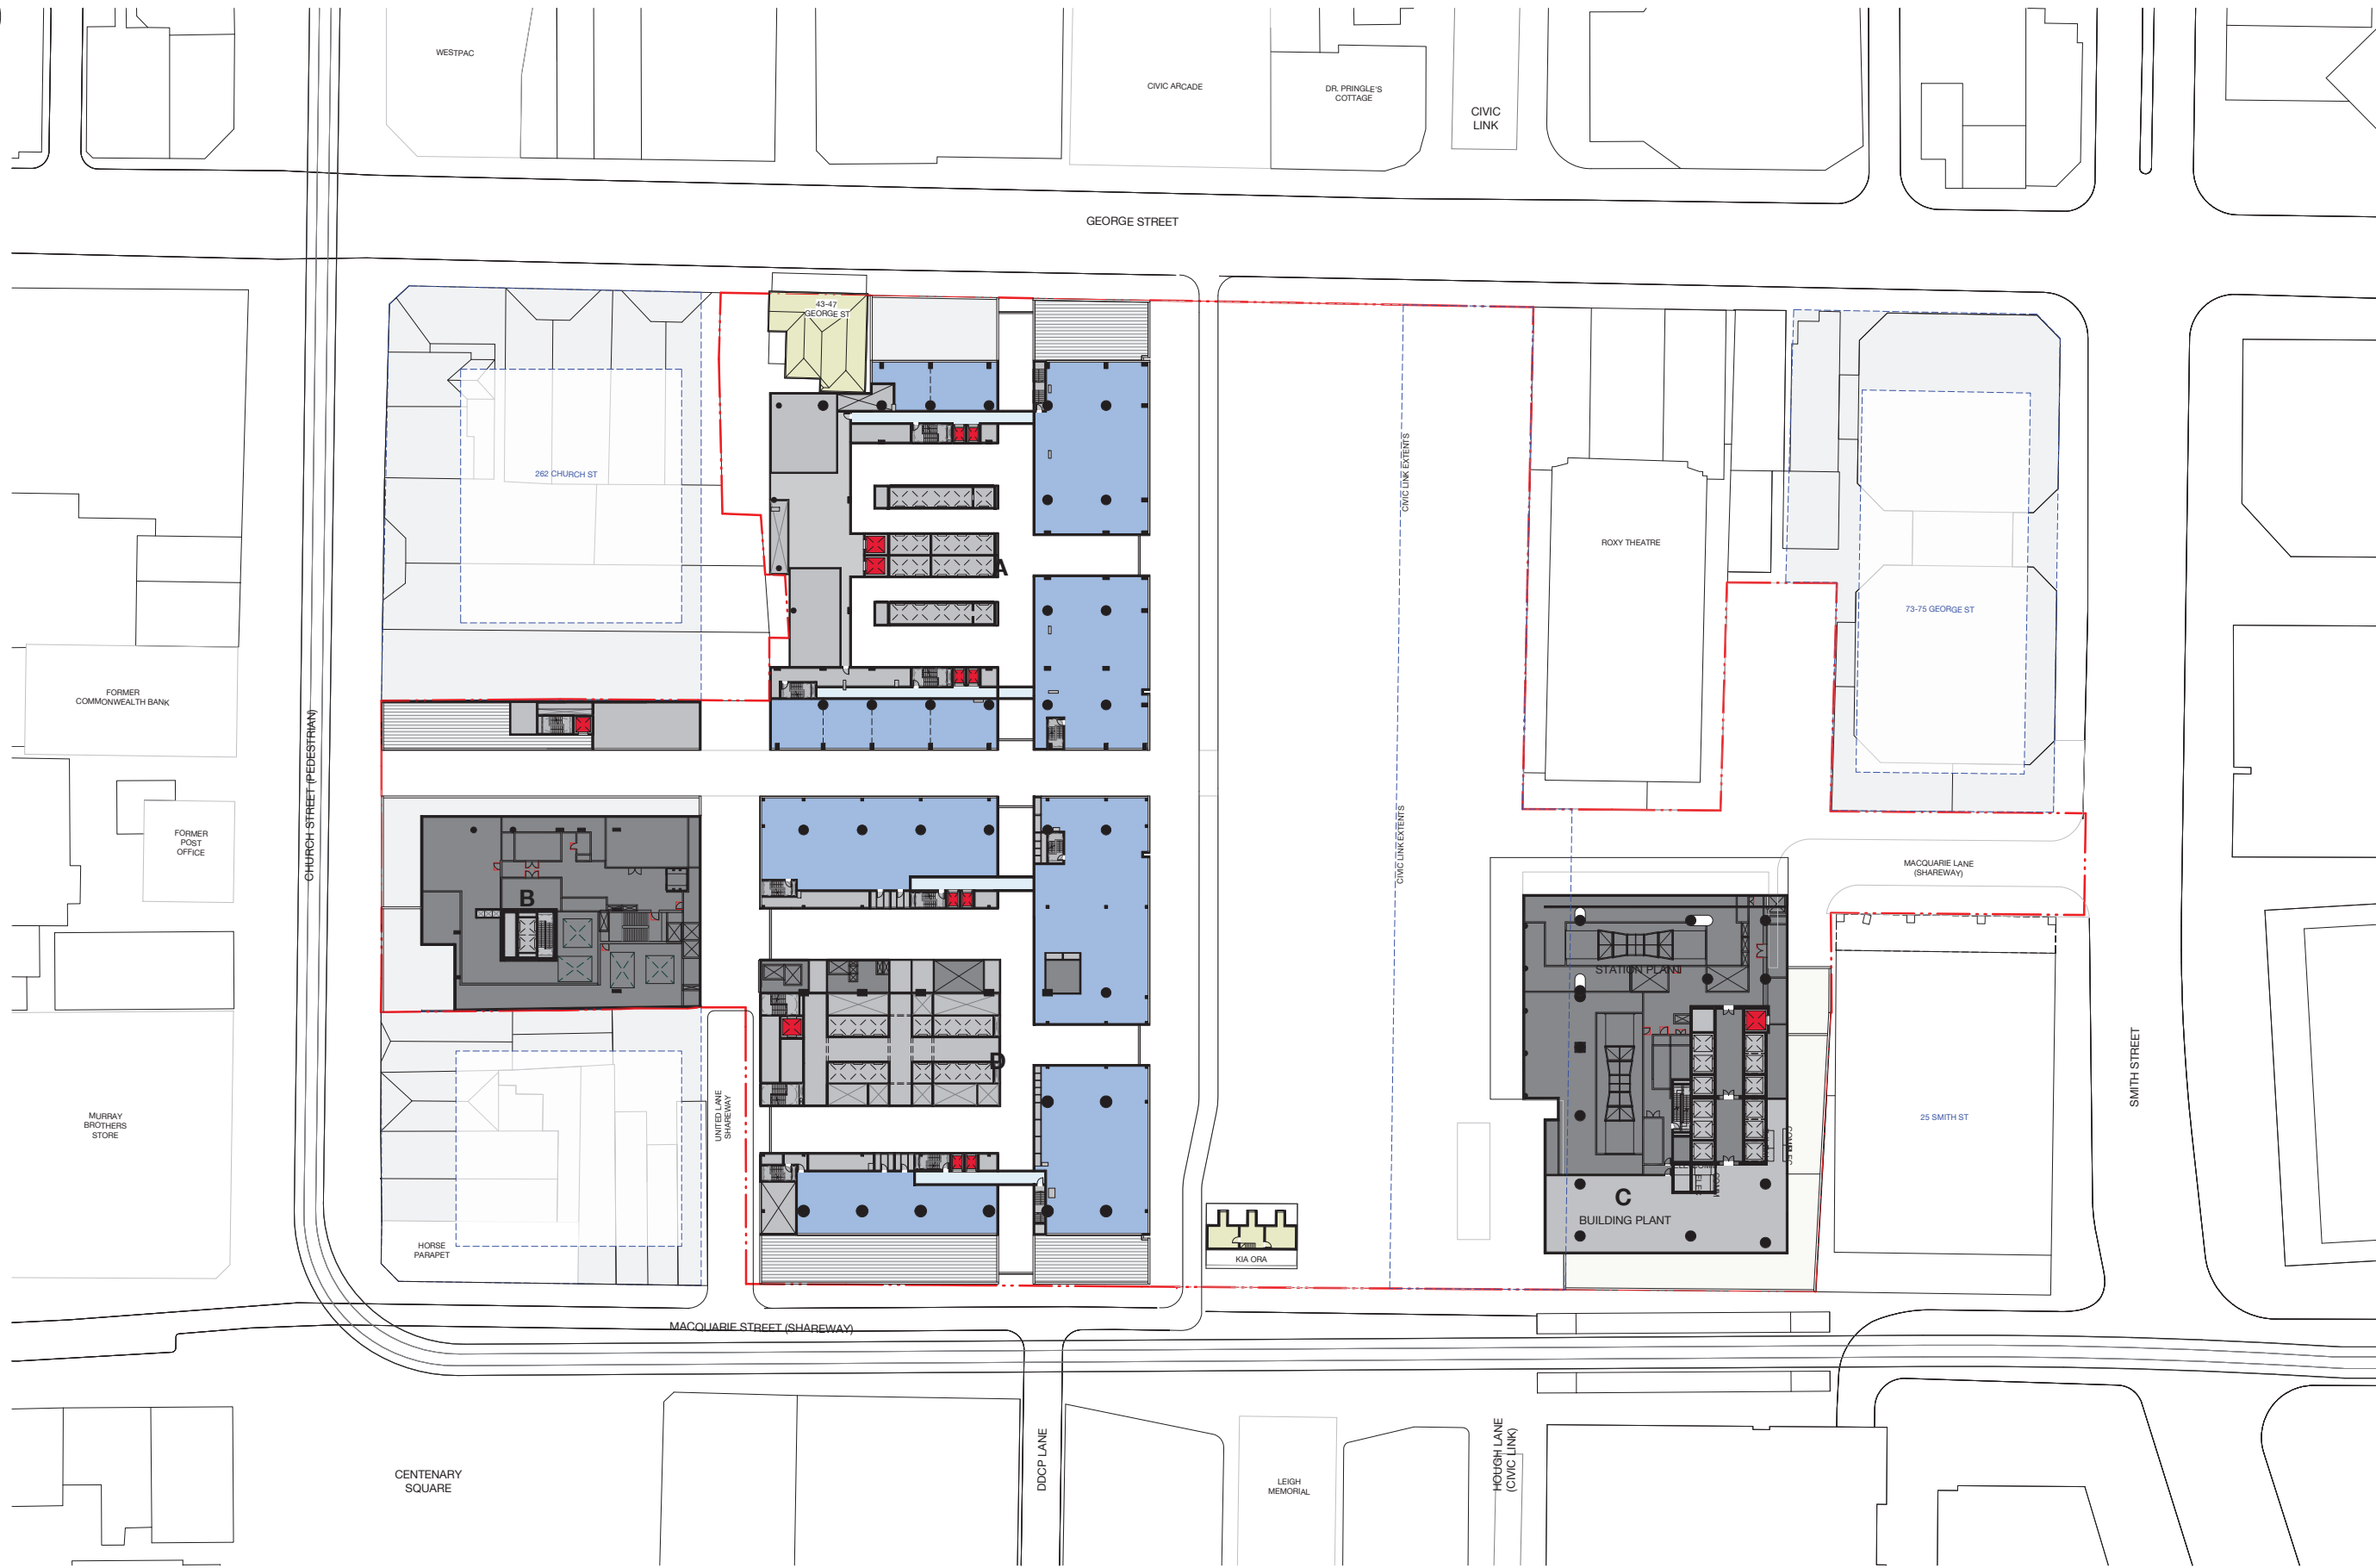 WESTPAC
CIVIC ARCADE
DR. PRINGLE'S
COTTAGE
CIVIC
LINK
GEORGE STREET
43-47
GEORGE ST
262 CHURCH ST
CIVIC LINK EXTENTS
ROXY THEATRE
A
73-75 GEORGE ST
FORMER
COMMONWEALTH BANK
CHURCH STREET (PEDESTRIAN)
FORMER
POST
OFFICE
CIVIC LINK EXTENTS
MACQUARIE LANE
(SHAREWAY)
B
STATION PLANT
D
SMITH STREET
MURRAY
BROTHERS
STORE
UNITED LANE
SHAREWAY
25 SMITH ST
C
BUILDING PLANT
HORSE
PARAPET
KIA ORA
MACQUARIE STREET (SHAREWAY)
CENTENARY
SQUARE
DDCP LANE
LEIGH
MEMORIAL
HOUGH LANE
(CIVIC LINK)